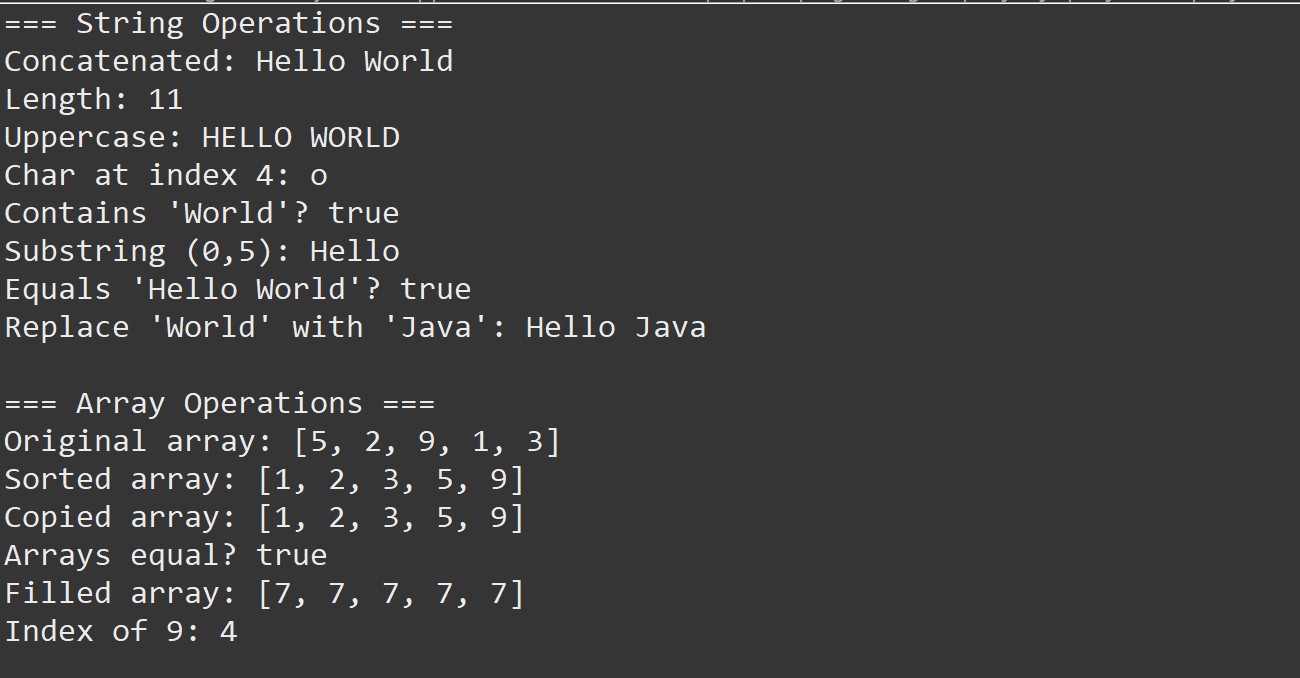 === String Operations ===
Concatenated: Hello World
Length: 11
Uppercase: HELLO WORLD
Char at index 4: o
Contains 'World'? true
Substring (0,5): Hello
Equals 'Hello World'? true
Replace 'World' with 'Java': Hello Java
=== Array Operations ===
Original array: [5, 2, 9, 1, 3]
Sorted array: [1, 2, 3, 5, 9]
Copied array: [1, 2, 3, 5, 9]
Arrays equal? true
Filled array: [7, 7, 7, 7, 7]
Index of 9: 4